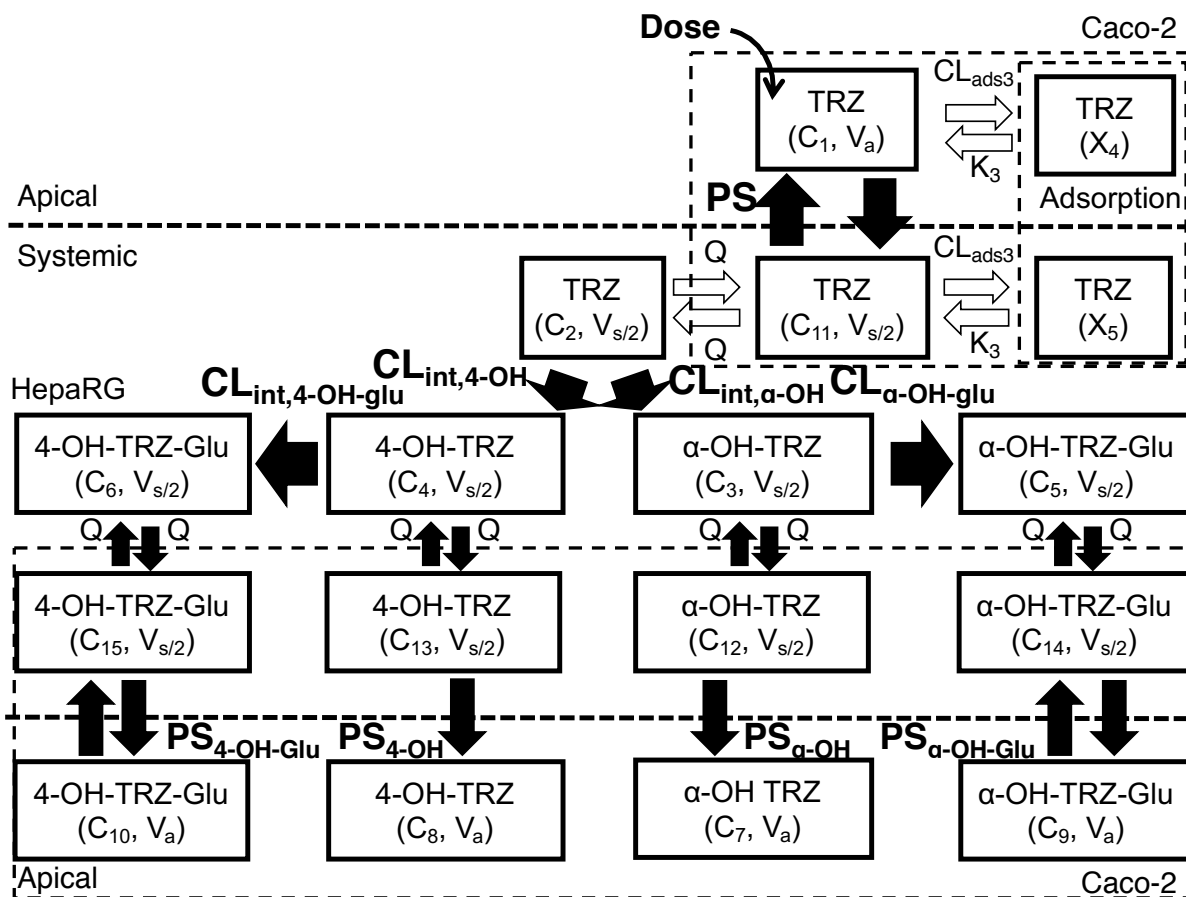 Dose
Caco-2
TRZ
(C₁, Vₐ)
CLads3
K₃
TRZ
(X₄)
Adsorption
PS
Apical
Systemic
TRZ
(C₂, Vs/2)
Q
Q
TRZ
(C₁₁, Vs/2)
CLads3
K₃
TRZ
(X₅)
HepaRG
CLint,4-OH-glu
CLint,4-OH
CLint,α-OH
CLα-OH-glu
4-OH-TRZ-Glu
(C₆, Vs/2)
4-OH-TRZ
(C₄, Vs/2)
α-OH-TRZ
(C₃, Vs/2)
α-OH-TRZ-Glu
(C₅, Vs/2)
Q Q
Q Q
Q Q
Q Q
4-OH-TRZ-Glu
(C₁₅, Vs/2)
4-OH-TRZ
(C₁₃, Vs/2)
α-OH-TRZ
(C₁₂, Vs/2)
α-OH-TRZ-Glu
(C₁₄, Vs/2)
PS4-OH-Glu
PS4-OH
PSα-OH
PSα-OH-Glu
4-OH-TRZ-Glu
(C₁₀, Vₐ)
4-OH-TRZ
(C₈, Vₐ)
α-OH TRZ
(C₇, Vₐ)
α-OH-TRZ-Glu
(C₉, Vₐ)
Apical
Caco-2